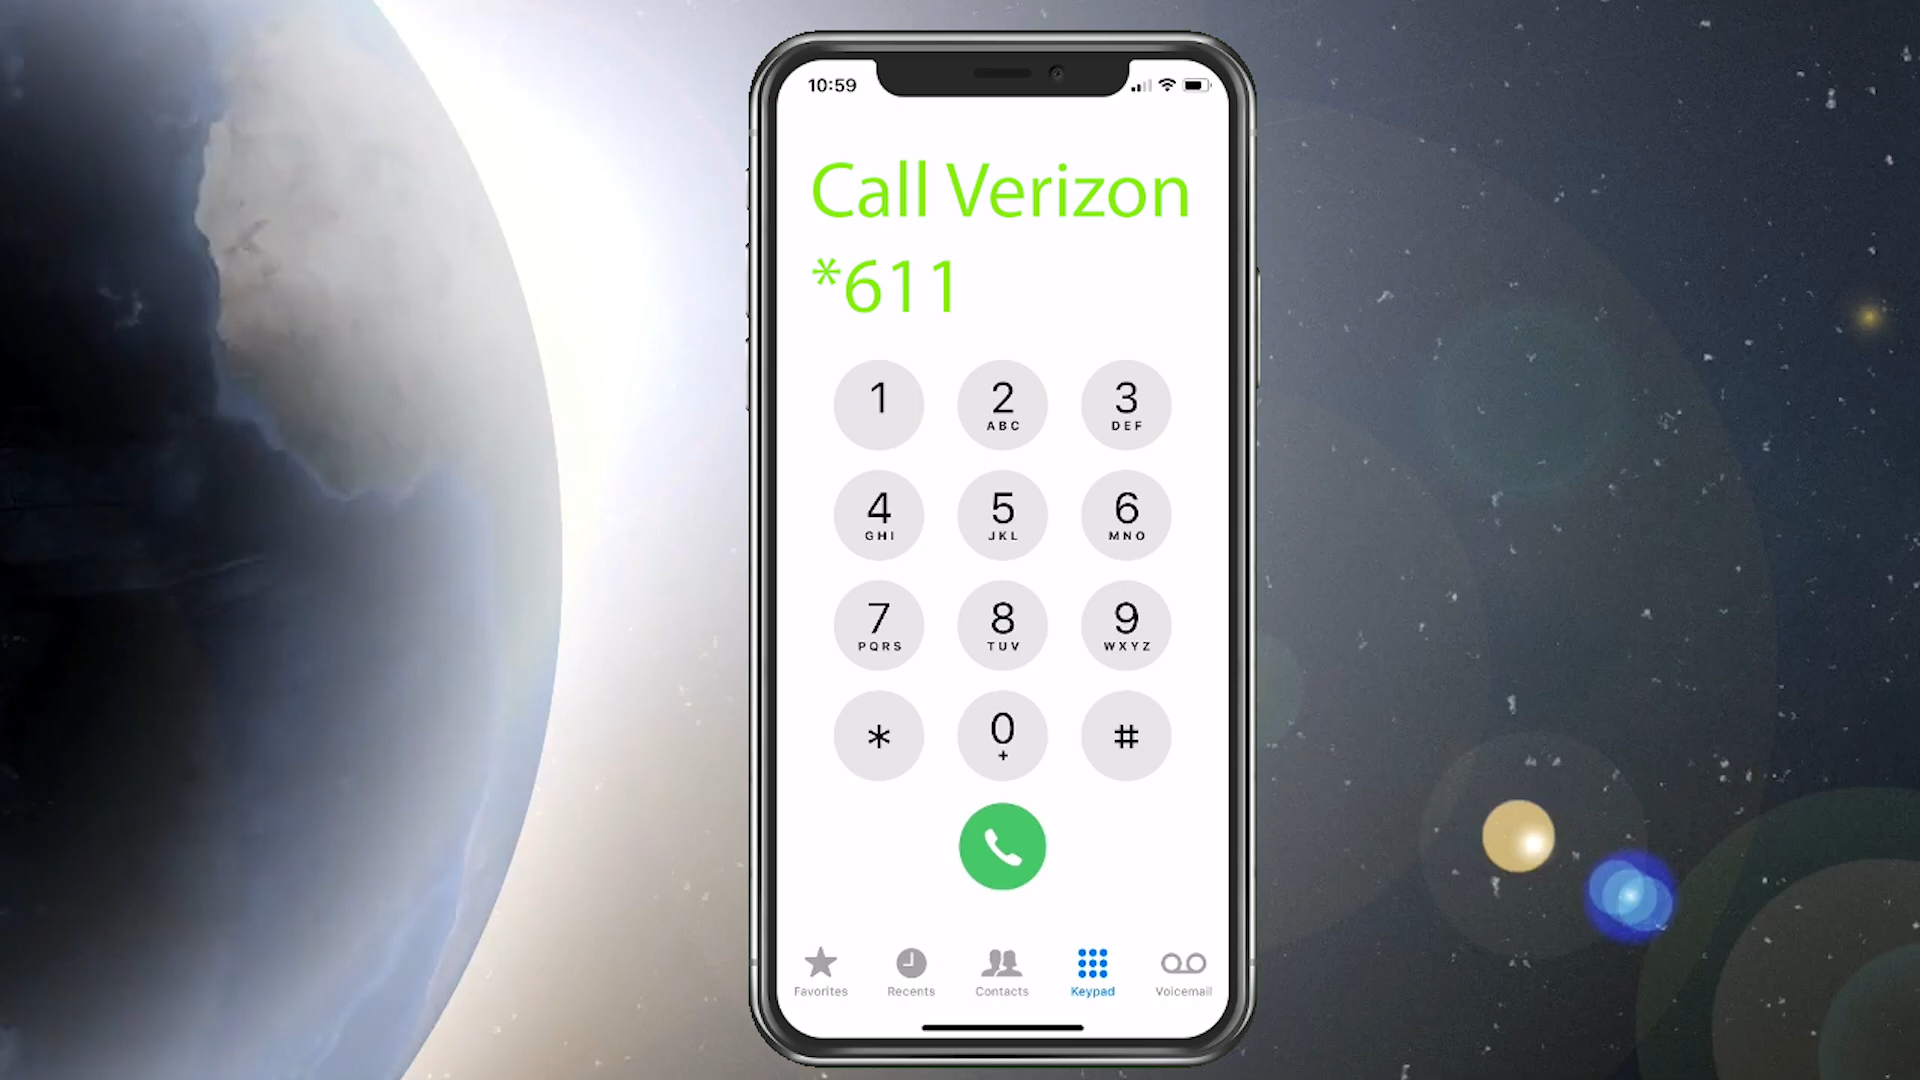 10:59
Call Verizon
*611
1
2
ABC
3
DEF
4
GHI
5
JKL
6
MNO
7
PQRS
8
TUV
9
WXYZ
*
0
+
#
Favorites
Recents
Contacts
Keypad
Voicemail